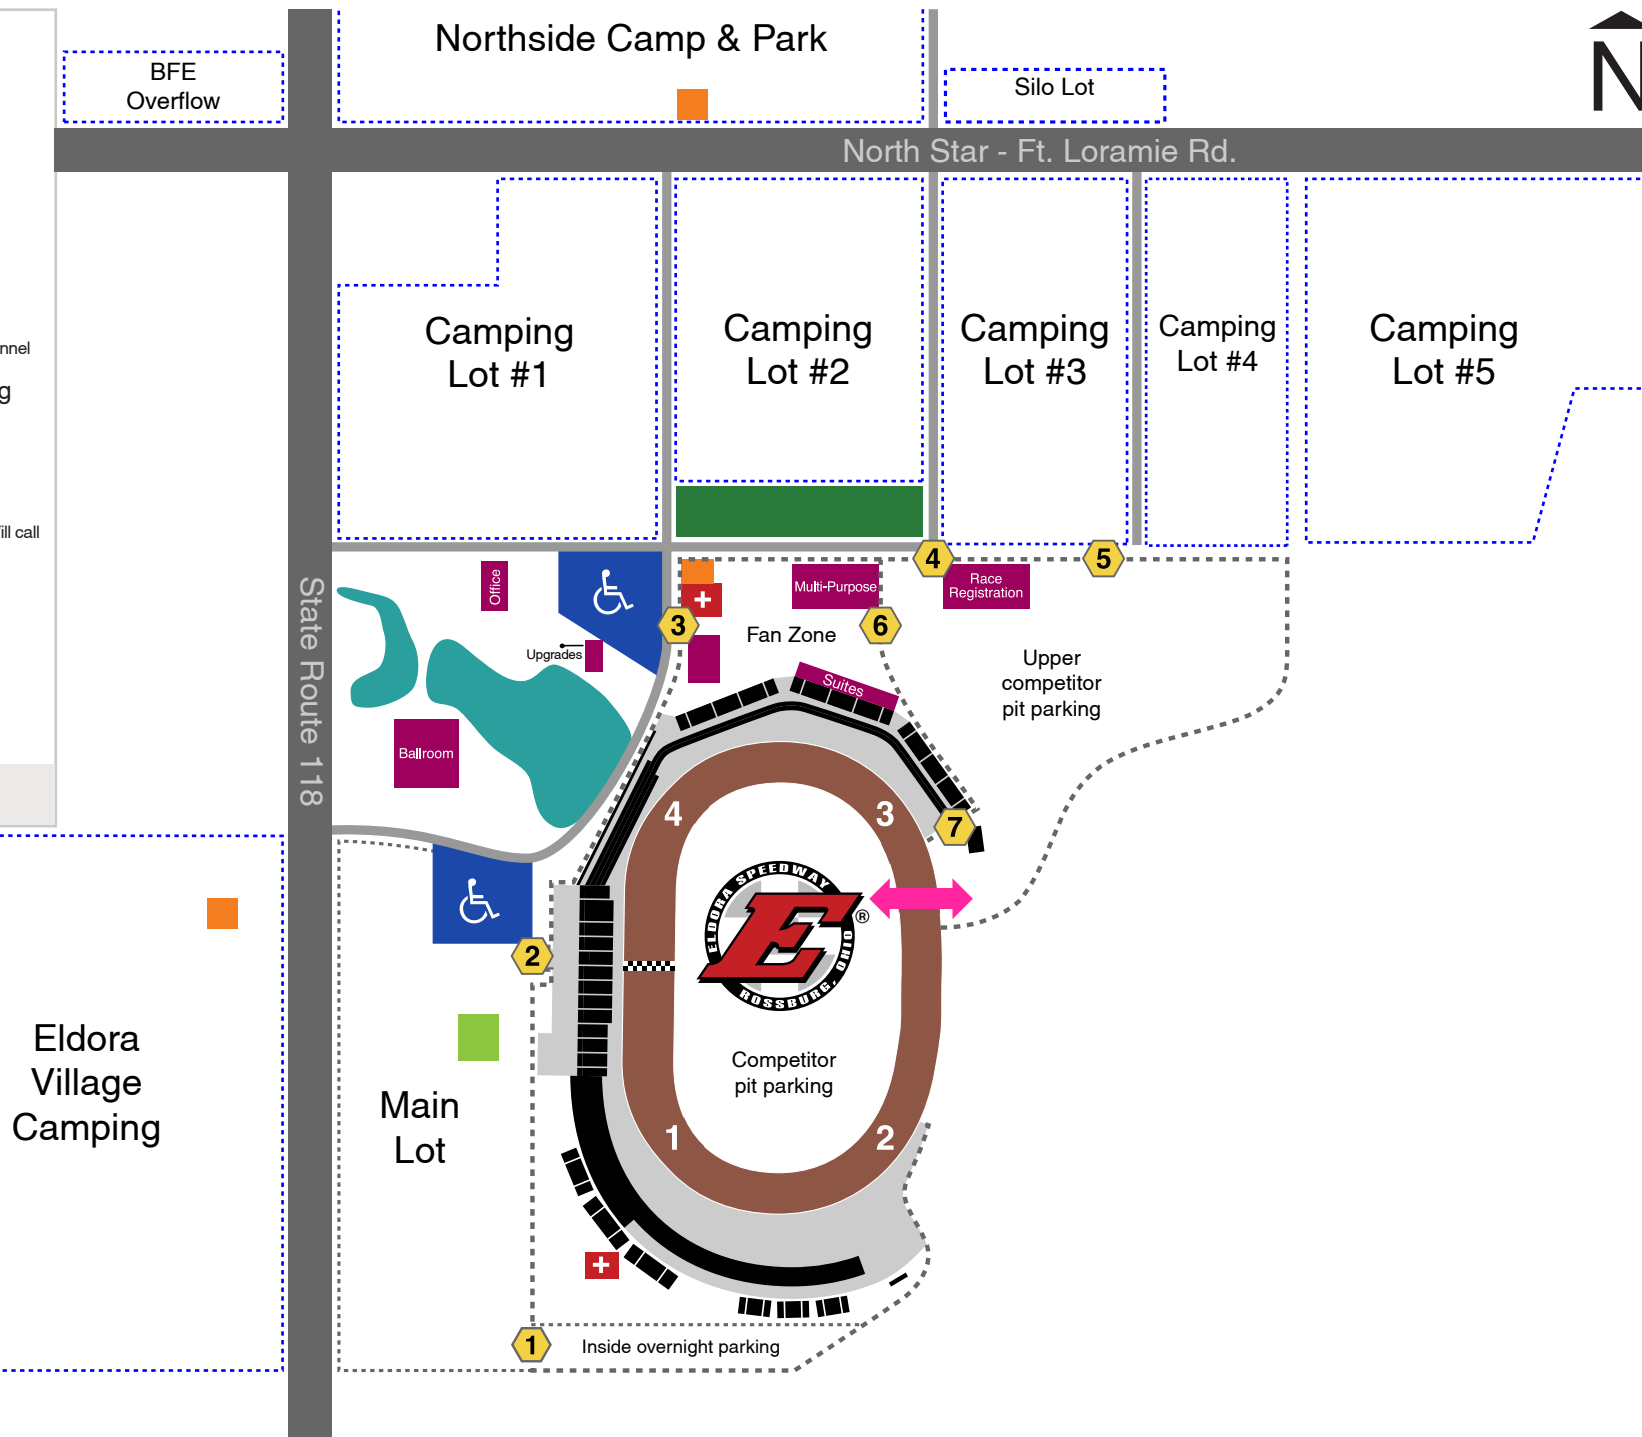 Northside Camp & Park
BFE
Overflow
Silo Lot
N
North Star - Ft. Loramie Rd.
Camping
Lot #1
Camping
Lot #2
Camping
Lot #3
Camping
Lot #4
Camping
Lot #5
nnel
g
ill call
State Route 118
Office
Upgrades
Ballroom
3
4
5
6
7
Multi-Purpose
Race
Registration
Fan Zone
Suites
Upper
competitor
pit parking
4
3
ELDORA SPEEDWAY
E
®
ROSSBURG, OHIO
2
Competitor
pit parking
1
2
Eldora
Village
Camping
Main
Lot
1
Inside overnight parking